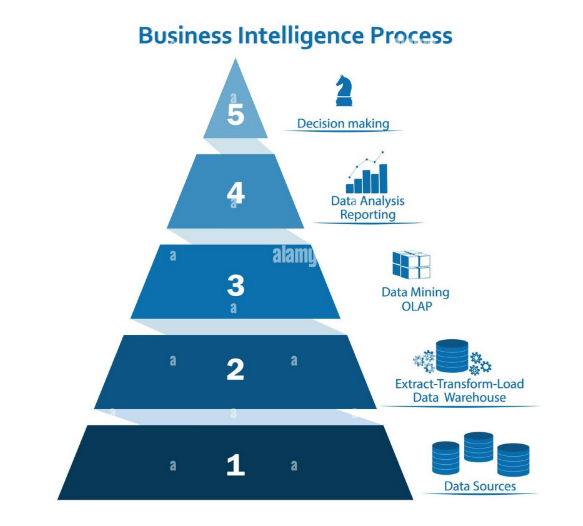 Business Intelligence Process
5
Decision making
4
Data Analysis
Reporting
alamy
3
Data Mining
OLAP
2
Extract-Transform-Load
Data Warehouse
1
Data Sources
a
a
a
a
a
a
a
a
a
a
a